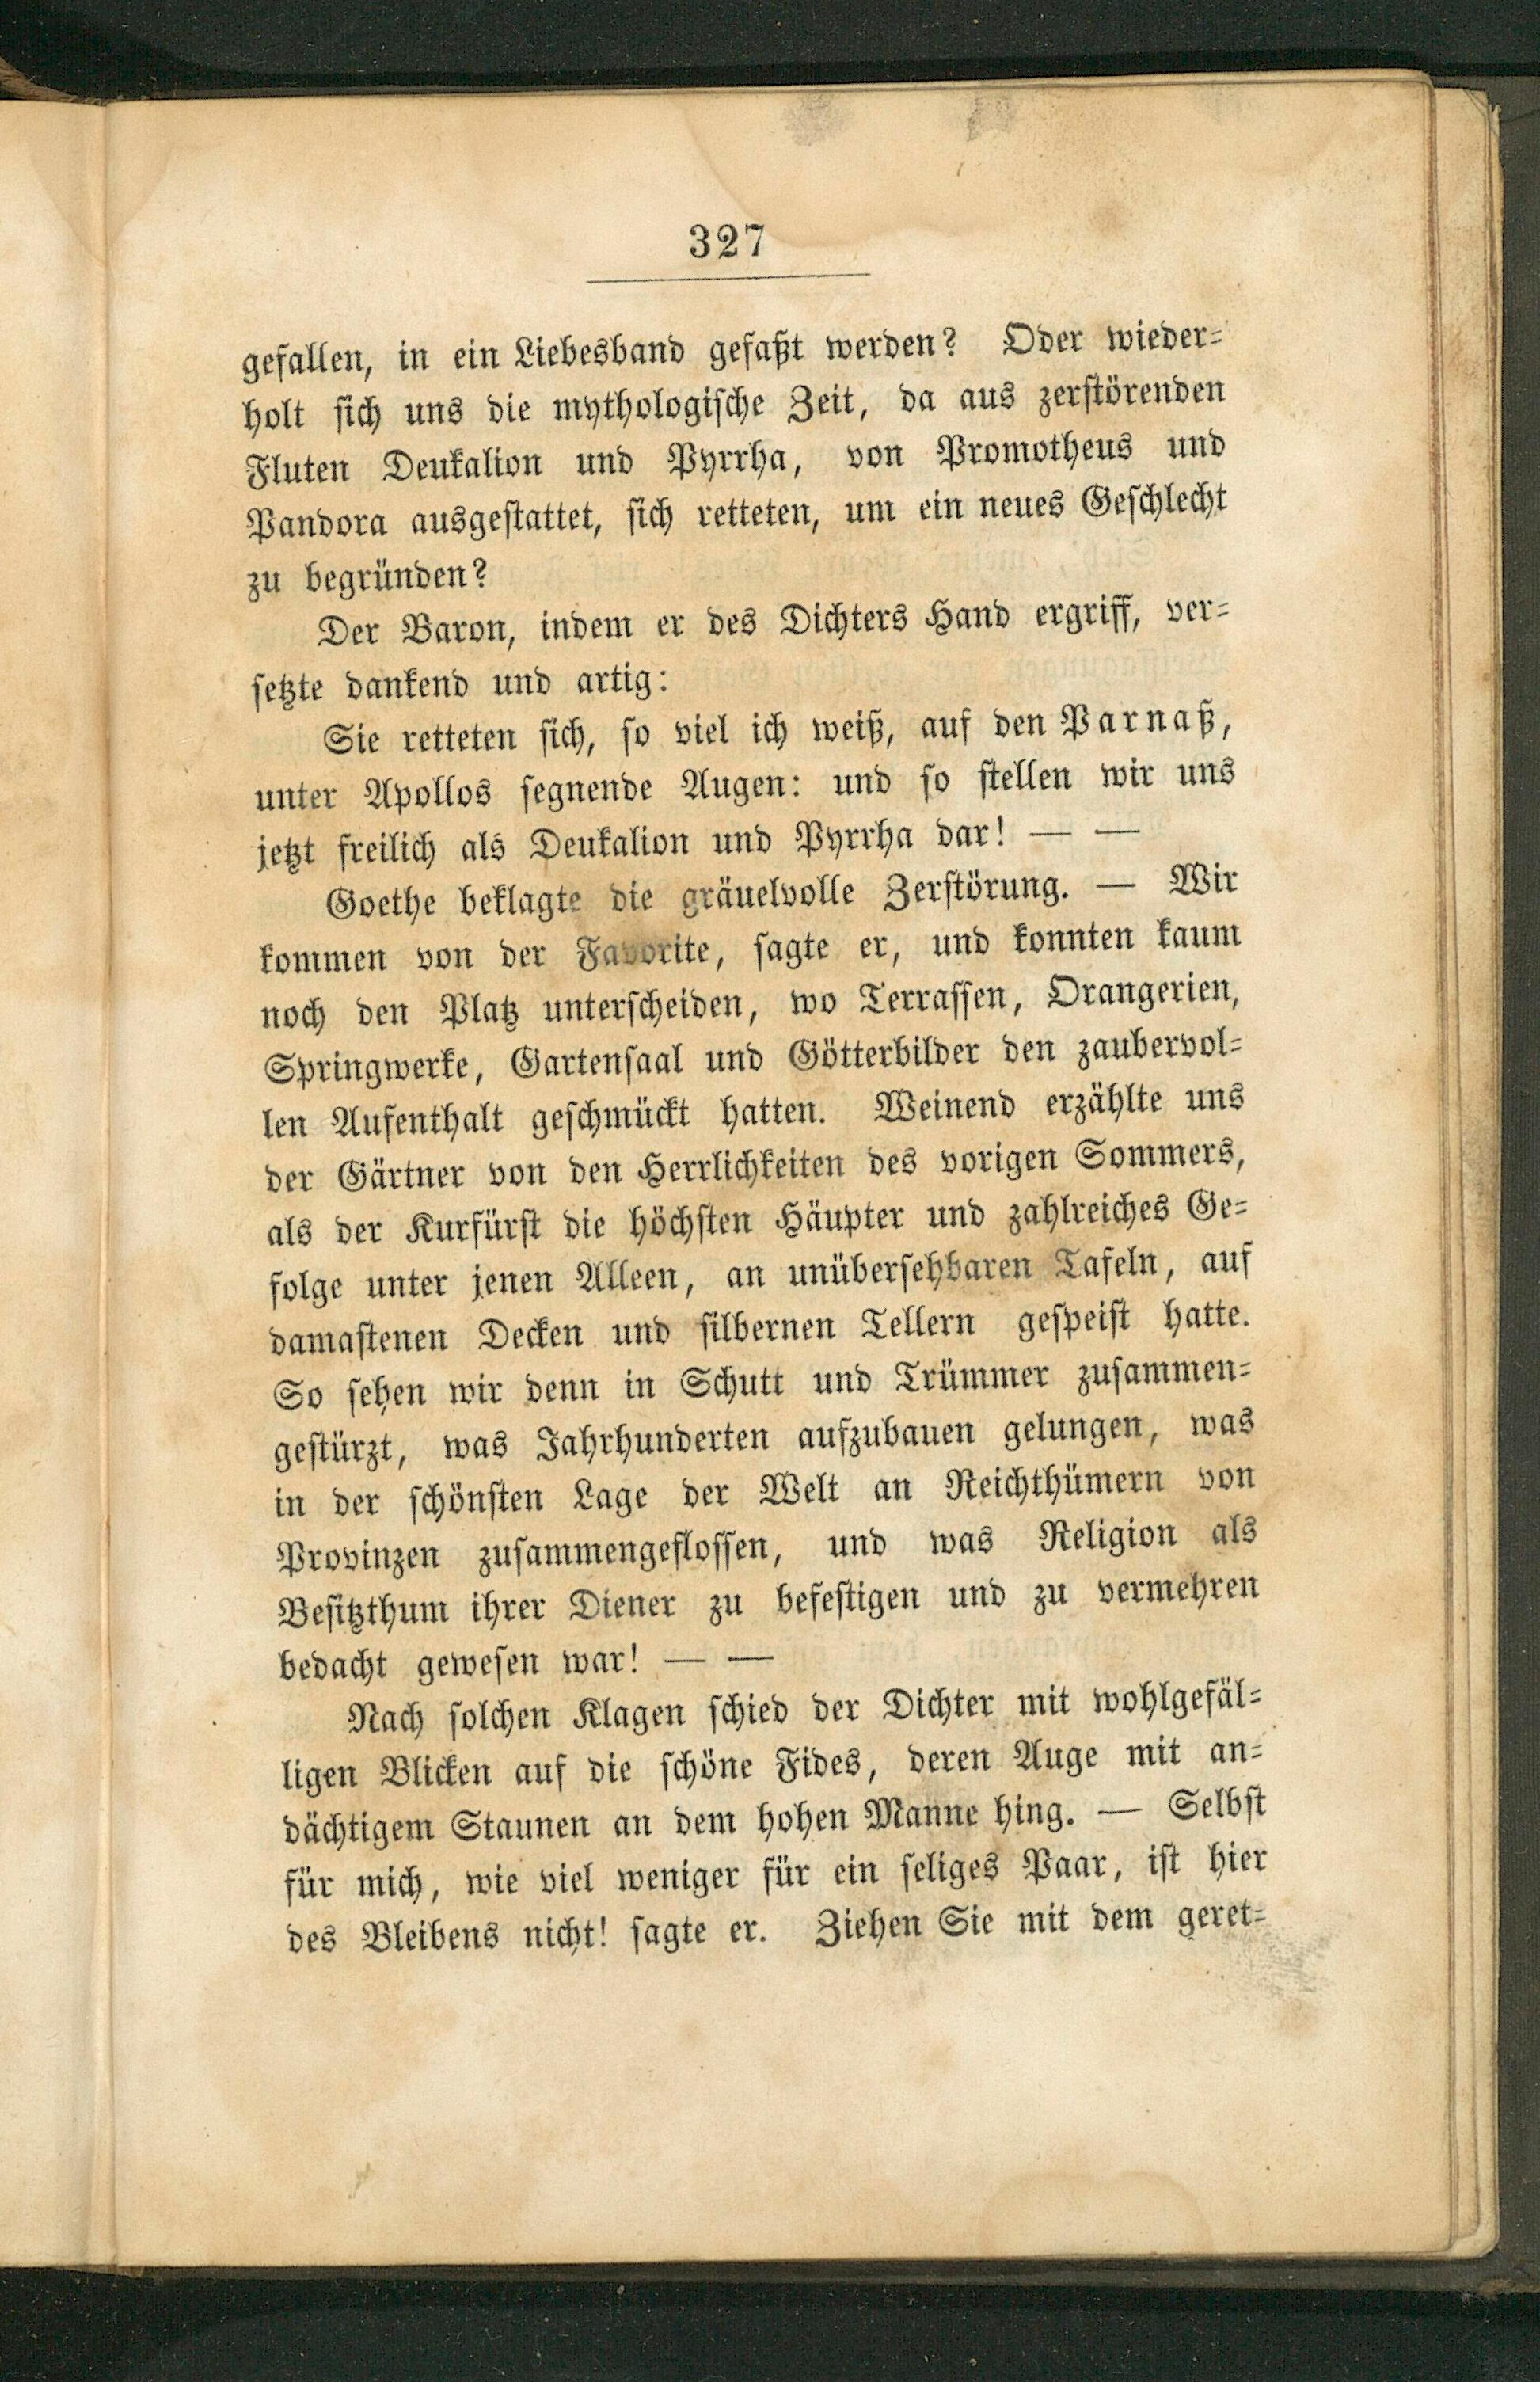 327
gefallen, in ein Liebesband gefaßt werden? Oder wieder=
holt ſich uns die mythologiſche Zeit, da aus zerſtörenden
Fluten Deukalion und Pyrrha, von Promotheus und
Pandora ausgeſtattet, ſich retteten, um ein neues Geſchlecht
zu begründen?
Der Baron, indem er des Dichters Hand ergriff, ver=
ſetzte dankend und artig:
Sie retteten ſich, ſo viel ich weiß, auf den Parnaß,
unter Apollos ſegnende Augen: und ſo ſtellen wir uns
jetzt freilich als Deukalion und Pyrrha dar! — —
Goethe beklagte die gräuelvolle Zerſtörung. — Wir
kommen von der Favorite, ſagte er, und konnten kaum
noch den Platz unterſcheiden, wo Terraſſen, Orangerien,
Springwerke, Gartenſaal und Götterbilder den zaubervol=
len Aufenthalt geſchmückt hatten. Weinend erzählte uns
der Gärtner von den Herrlichkeiten des vorigen Sommers,
als der Kurfürſt die höchſten Häupter und zahlreiches Ge=
folge unter jenen Alleen, an unüberſehbaren Tafeln, auf
damaſtenen Decken und ſilbernen Tellern geſpeiſt hatte.
So ſehen wir denn in Schutt und Trümmer zuſammen=
geſtürzt, was Jahrhunderten aufzubauen gelungen, was
in der ſchönſten Lage der Welt an Reichthümern von
Provinzen zuſammengefloſſen, und was Religion als
Beſitzthum ihrer Diener zu befeſtigen und zu vermehren
bedacht geweſen war! — —
Nach ſolchen Klagen ſchied der Dichter mit wohlgefäl=
ligen Blicken auf die ſchöne Fides, deren Auge mit an=
dächtigem Staunen an dem hohen Manne hing. — Selbſt
für mich, wie viel weniger für ein ſeliges Paar, iſt hier
des Bleibens nicht! ſagte er. Ziehen Sie mit dem geret=